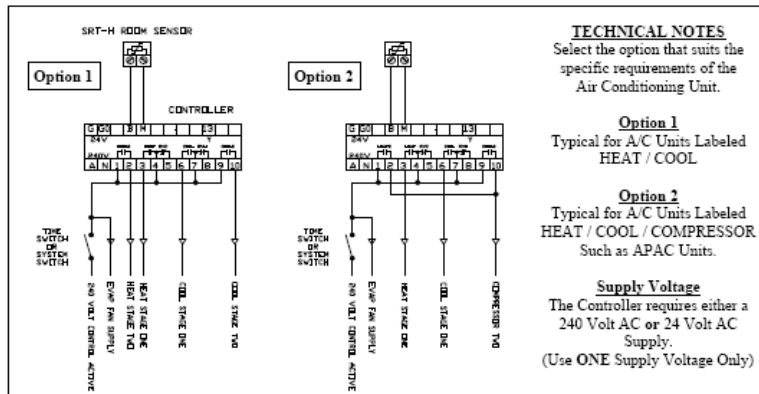 SRT-H ROOM SENSOR
Option 1
CONTROLLER
G G0 B M . 13
24V Y
240V
A N 1 2 3 4 5 6 7 8 9 10
TIME
SWITCH
OR
SYSTEM
SWITCH
240 VOLT CONTROL ACTIVE
EVAP FAN SUPPLY
HEAT STAGE TWO
HEAT STAGE ONE
COOL STAGE ONE
COOL STAGE TWO
Option 2
G G0 B M . 13
24V Y
240V
A N 1 2 3 4 5 6 7 8 9 10
TIME
SWITCH
OR
SYSTEM
SWITCH
240 VOLT CONTROL ACTIVE
EVAP FAN SUPPLY
HEAT STAGE ONE
COOL STAGE ONE
COMPRESSOR TWO
TECHNICAL NOTES
Select the option that suits the
specific requirements of the
Air Conditioning Unit.
Option 1
Typical for A/C Units Labeled
HEAT / COOL
Option 2
Typical for A/C Units Labeled
HEAT / COOL / COMPRESSOR
Such as APAC Units.
Supply Voltage
The Controller requires either a
240 Volt AC or 24 Volt AC
Supply.
(Use ONE Supply Voltage Only)